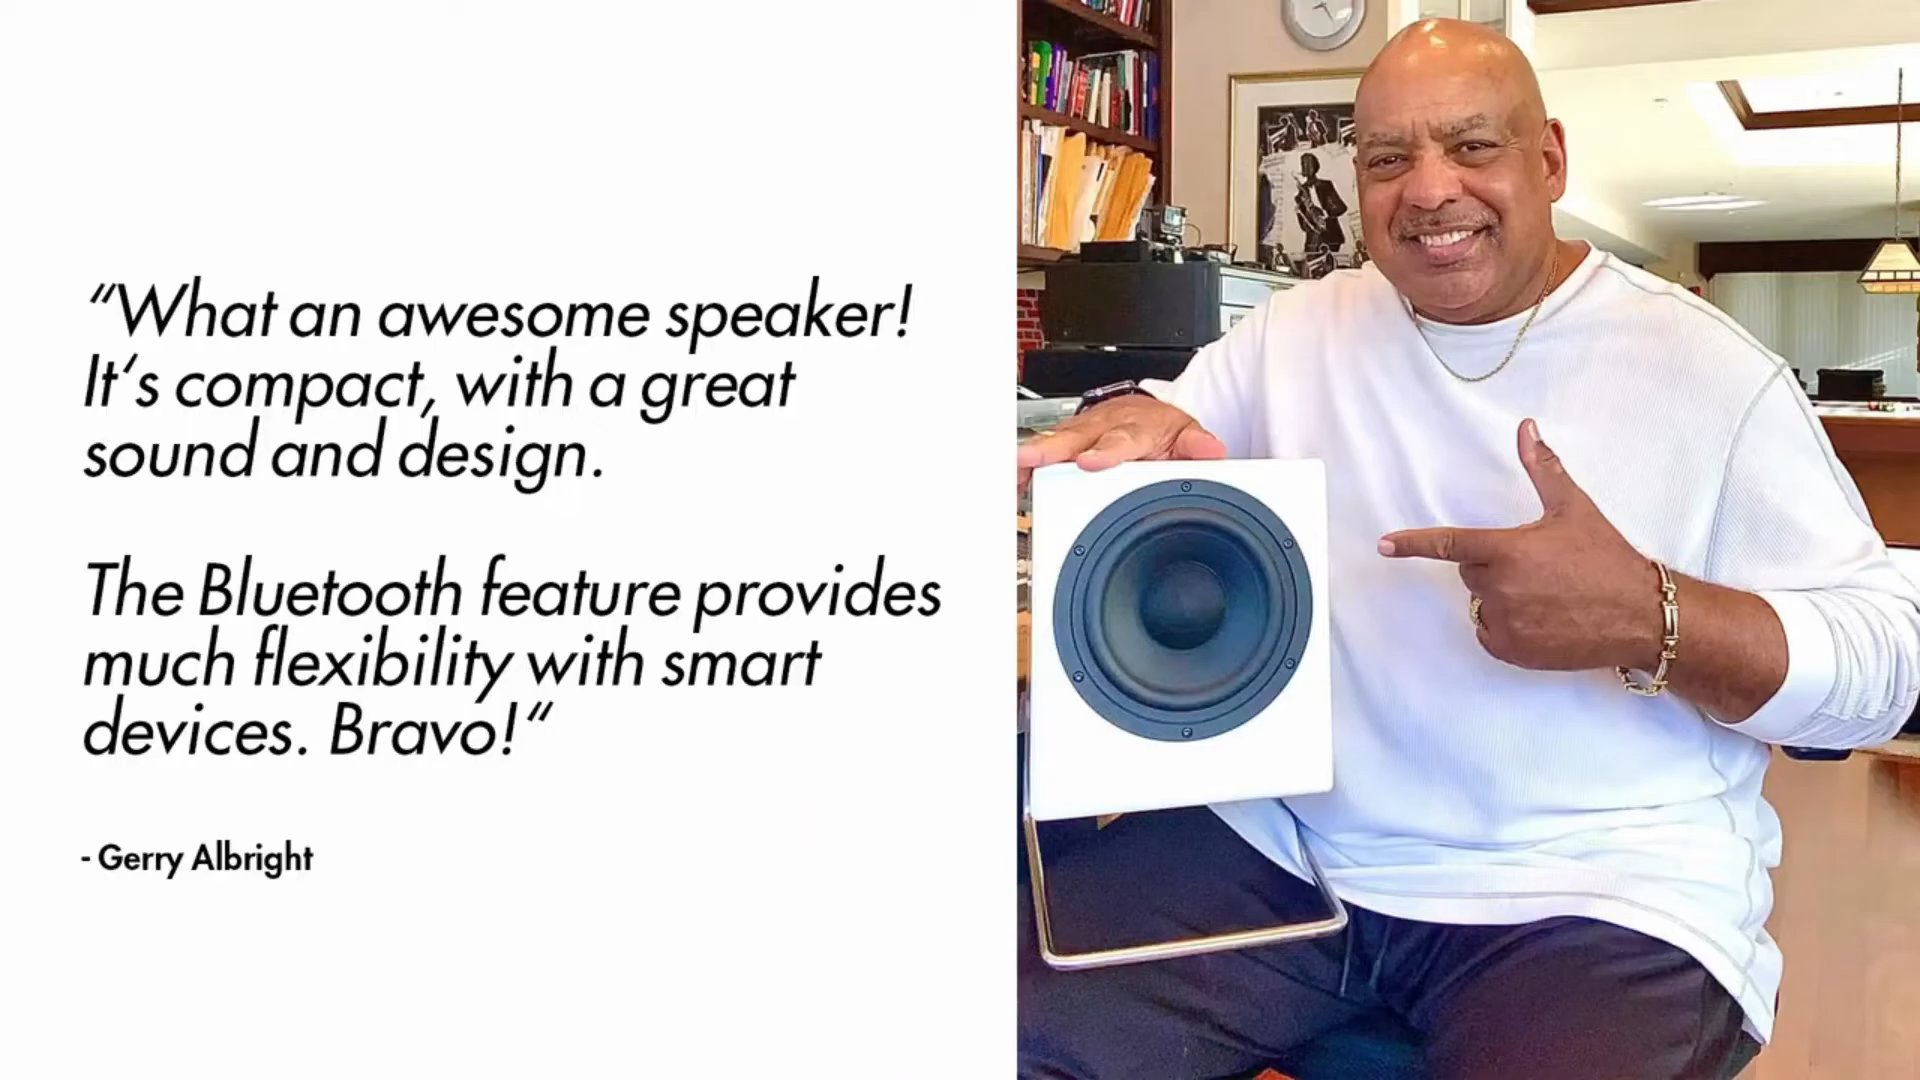 “What an awesome speaker!
It‘s compact, with a great
sound and design.
The Bluetooth feature provides
much flexibility with smart
devices. Bravo!“
- Gerry Albright